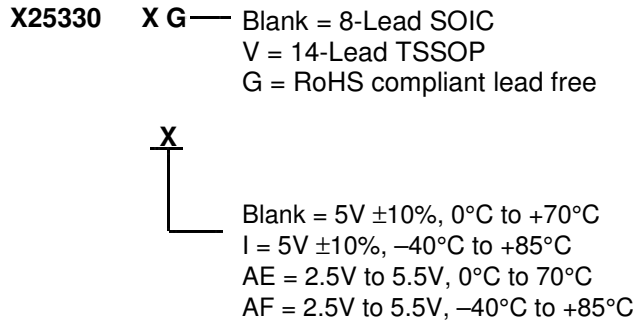 X25330 X G Blank = 8-Lead SOIC
V = 14-Lead TSSOP
G = RoHS compliant lead free
X
Blank = 5V ±10%, 0°C to +70°C
I = 5V ±10%, –40°C to +85°C
AE = 2.5V to 5.5V, 0°C to 70°C
AF = 2.5V to 5.5V, –40°C to +85°C